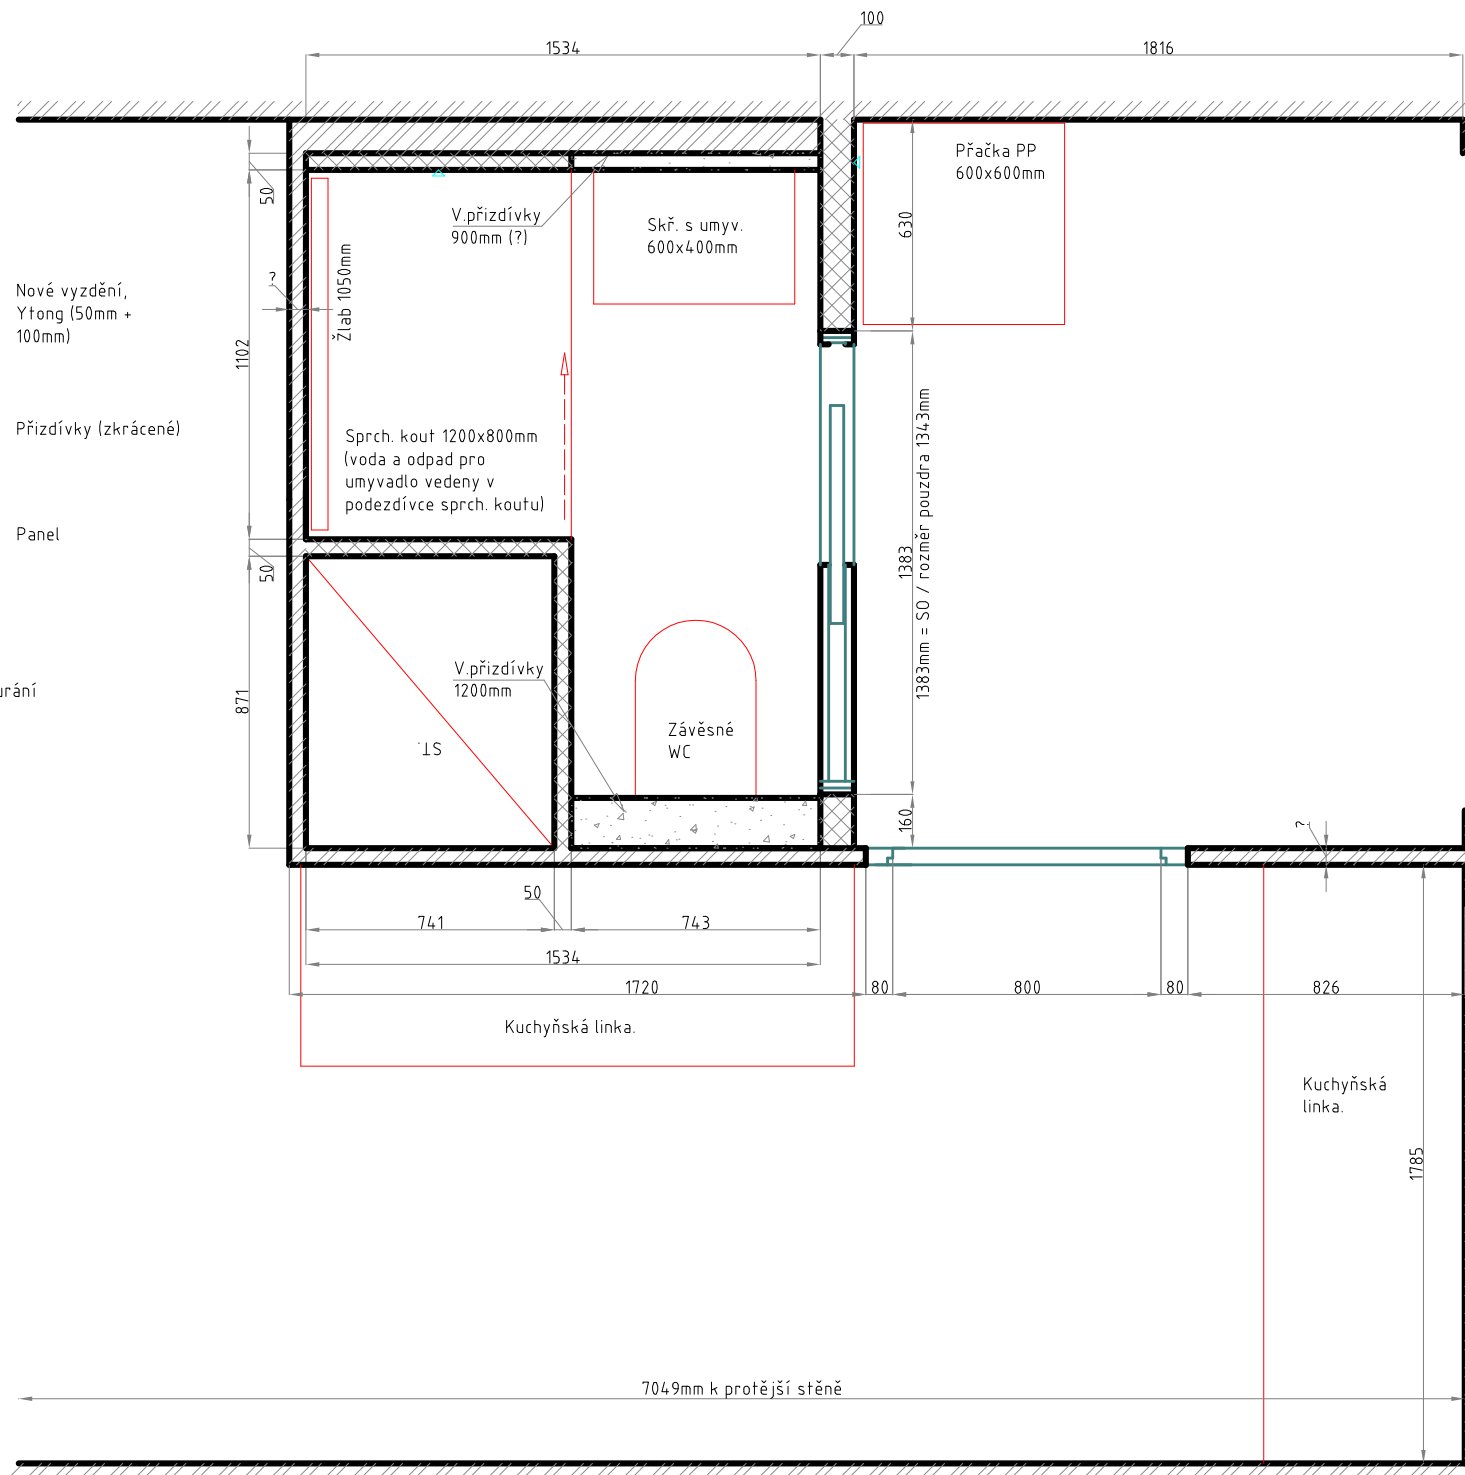 100
1534
1816
50
V.přizdívky
900mm (?)
Skř. s umyv.
600x400mm
Přačka PP
600x600mm
630
?
Žlab 1050mm
Nové vyzdění,
Ytong (50mm +
100mm)
1102
Přizdívky (zkrácené)
Sprch. kout 1200x800mm
(voda a odpad pro
umyvadlo vedeny v
podezdívce sprch. koutu)
Panel
50
1383
1383mm = SO / rozměr pouzdra 1343mm
urání
871
V.přizdívky
1200mm
ST.
Závěsné
WC
160
?
50
741
743
1534
1720
80
800
80
826
Kuchyňská linka.
Kuchyňská
linka.
1785
7049mm k protější stěně